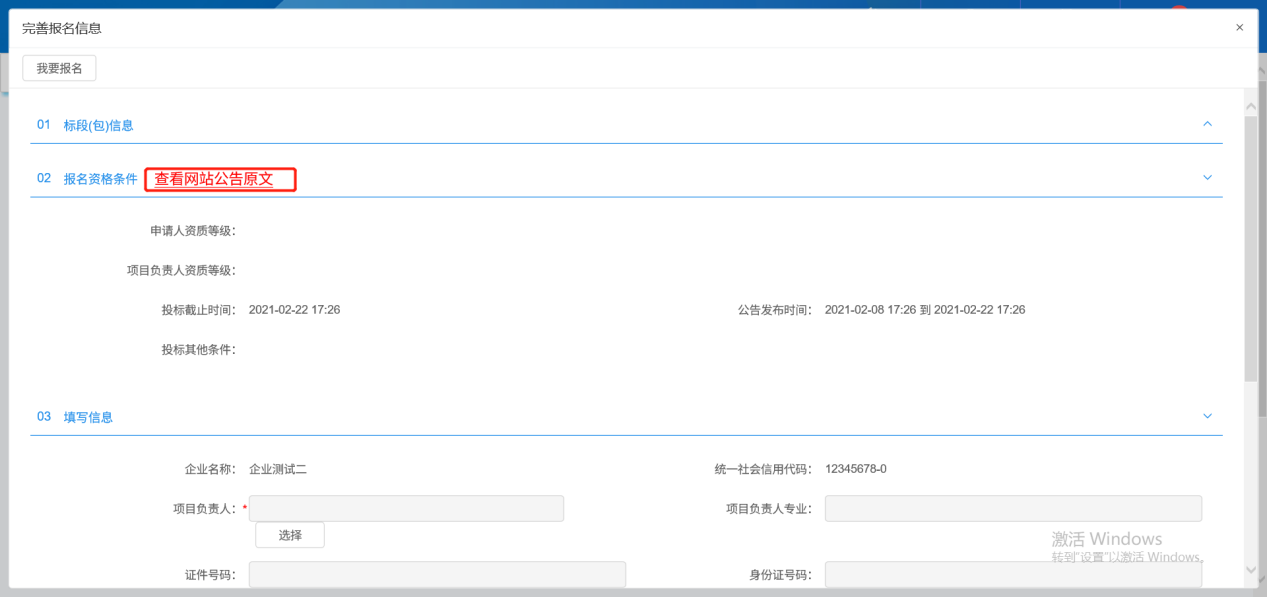 完善报名信息 ×
我要报名
01 标段(包)信息
02 报名资格条件 查看网站公告原文
申请人资质等级：
项目负责人资质等级：
投标截止时间： 2021-02-22 17:26 公告发布时间： 2021-02-08 17:26 到 2021-02-22 17:26
投标其他条件：
03 填写信息
企业名称： 企业测试二 统一社会信用代码： 12345678-0
项目负责人：* 项目负责人专业：
选择
激活 Windows
转到"设置"以激活 Windows。
证件号码： 身份证号码：